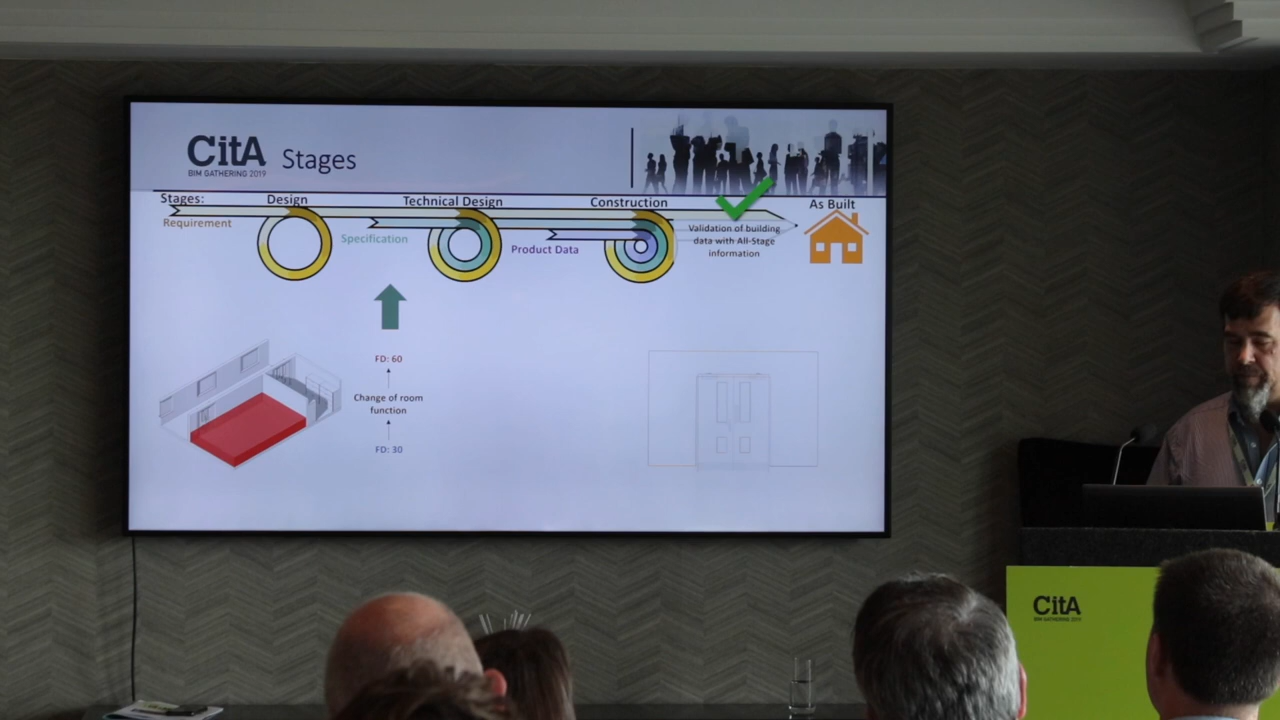 CitA
BIM GATHERING 2019
Stages
Stages:
Design
Technical Design
Construction
As Built
Requirement
Specification
Product Data
Validation of building
data with All-Stage
information
FD: 60
Change of room
function
FD: 30
CitA
BIM GATHERING 2019